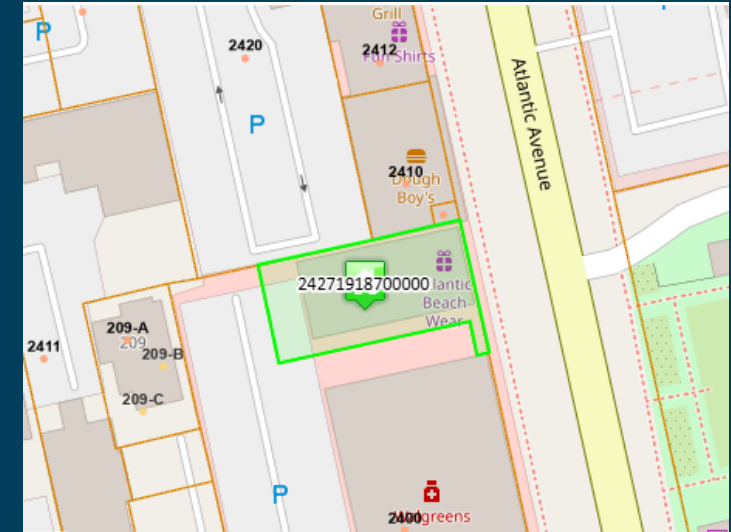 P
Grill
2420
2412
Fun Shirts
Atlantic Avenue
P
2410
Dough
Boy's
24271918700000
Atlantic
Beach
Wear
209-A
209
209-B
2411
209-C
P
2400
Walgreens